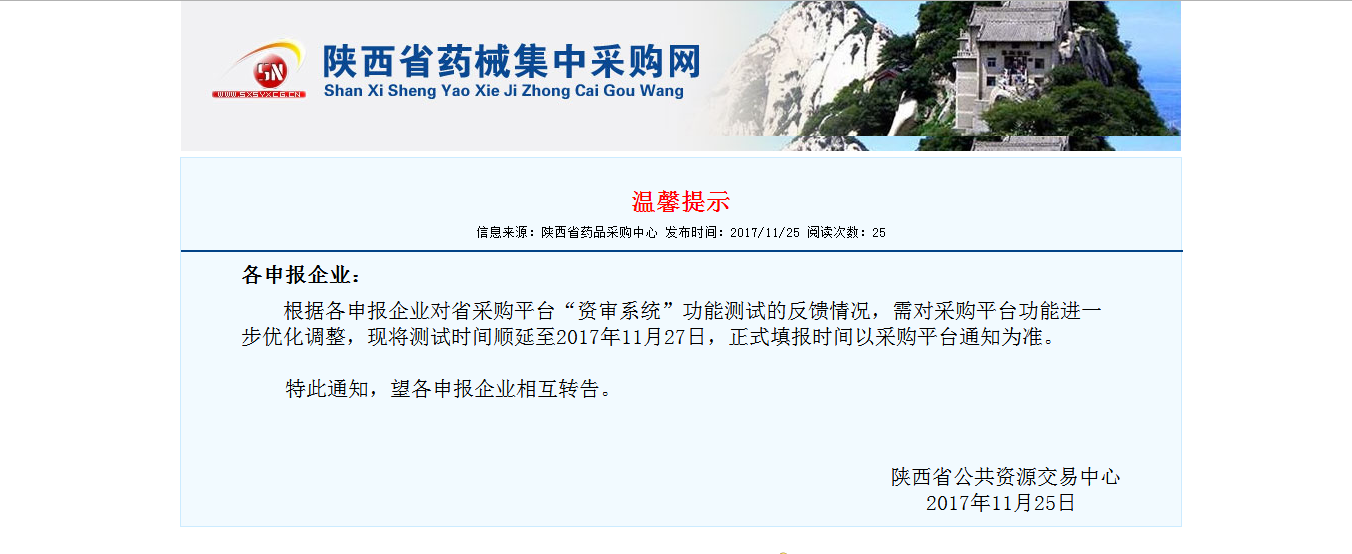 SN
WWW.SXSYXCG.CN
陕西省药械集中采购网
Shan Xi Sheng Yao Xie Ji Zhong Cai Gou Wang
温馨提示
信息来源：陕西省药品采购中心 发布时间：2017/11/25 阅读次数：25
各申报企业：
根据各申报企业对省采购平台“资审系统”功能测试的反馈情况，需对采购平台功能进一
步优化调整，现将测试时间顺延至2017年11月27日，正式填报时间以采购平台通知为准。
特此通知，望各申报企业相互转告。
陕西省公共资源交易中心
2017年11月25日